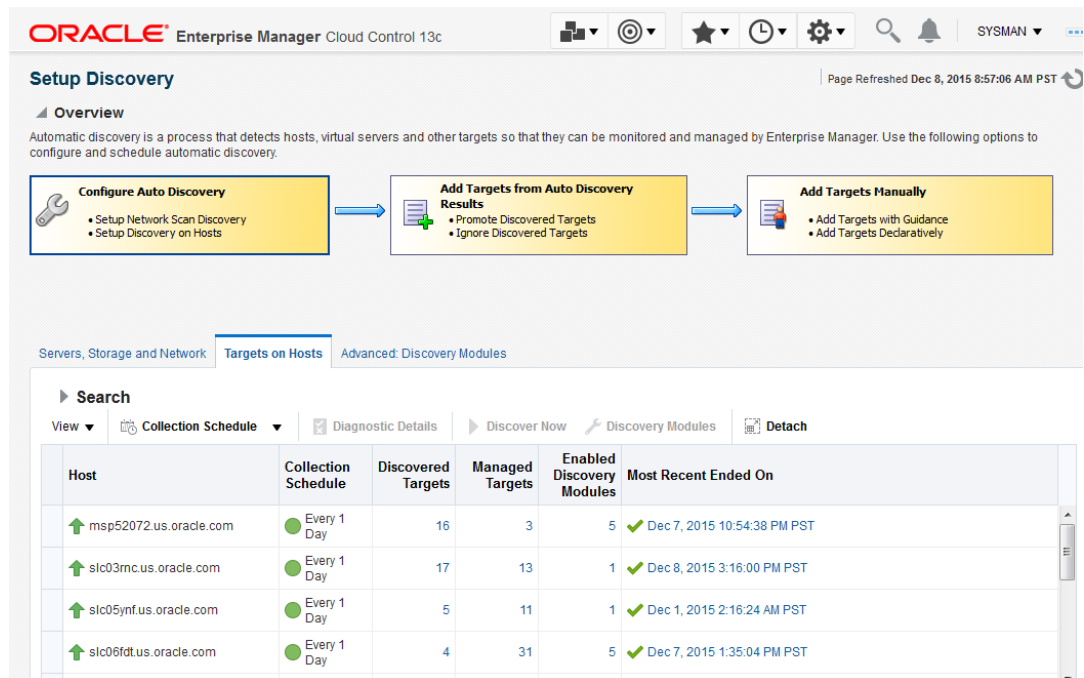 ORACLE Enterprise Manager Cloud Control 13c SYSMAN
Setup Discovery
Page Refreshed Dec 8, 2015 8:57:06 AM PST
Overview
Automatic discovery is a process that detects hosts, virtual servers and other targets so that they can be monitored and managed by Enterprise Manager. Use the following options to
configure and schedule automatic discovery.
Configure Auto Discovery
• Setup Network Scan Discovery
• Setup Discovery on Hosts
Add Targets from Auto Discovery
Results
• Promote Discovered Targets
• Ignore Discovered Targets
Add Targets Manually
• Add Targets with Guidance
• Add Targets Declaratively
Servers, Storage and Network Targets on Hosts Advanced: Discovery Modules
Search
View Collection Schedule Diagnostic Details Discover Now Discovery Modules Detach
Host
Collection
Schedule
Discovered
Targets
Managed
Targets
Enabled
Discovery
Modules
Most Recent Ended On
msp52072.us.oracle.com Every 1
Day 16 3 5 Dec 7, 2015 10:54:38 PM PST
slc03rnc.us.oracle.com Every 1
Day 17 13 1 Dec 8, 2015 3:16:00 PM PST
slc05ynf.us.oracle.com Every 1
Day 5 11 1 Dec 1, 2015 2:16:24 AM PST
slc06fdt.us.oracle.com Every 1
Day 4 31 5 Dec 7, 2015 1:35:04 PM PST